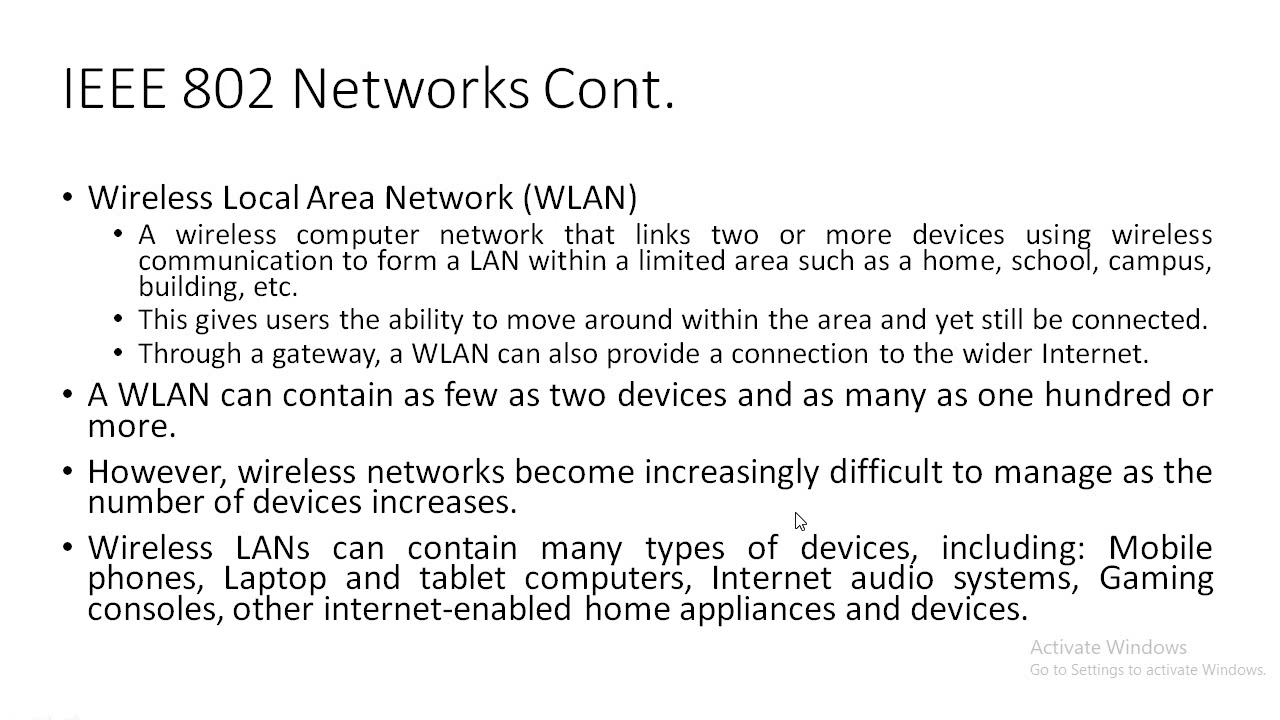 IEEE 802 Networks Cont.
• Wireless Local Area Network (WLAN)
• A wireless computer network that links two or more devices using wireless
communication to form a LAN within a limited area such as a home, school, campus,
building, etc.
• This gives users the ability to move around within the area and yet still be connected.
• Through a gateway, a WLAN can also provide a connection to the wider Internet.
• A WLAN can contain as few as two devices and as many as one hundred or
more.
• However, wireless networks become increasingly difficult to manage as the
number of devices increases.
• Wireless LANs can contain many types of devices, including: Mobile
phones, Laptop and tablet computers, Internet audio systems, Gaming
consoles, other internet-enabled home appliances and devices.
Activate Windows
Go to Settings to activate Windows.